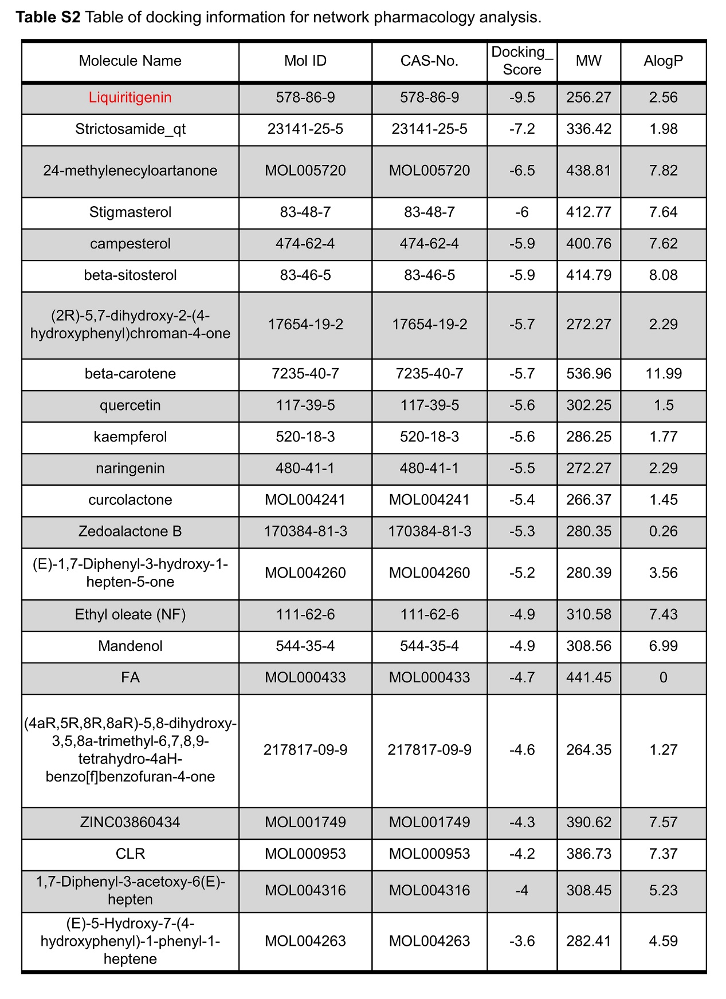 Table S2 Table of docking information for network pharmacology analysis.
Molecule Name Mol ID CAS-No. Docking_
Score MW AlogP
Liquiritigenin 578-86-9 578-86-9 -9.5 256.27 2.56
Strictosamide_qt 23141-25-5 23141-25-5 -7.2 336.42 1.98
24-methylenecyloartanone MOL005720 MOL005720 -6.5 438.81 7.82
Stigmasterol 83-48-7 83-48-7 -6 412.77 7.64
campesterol 474-62-4 474-62-4 -5.9 400.76 7.62
beta-sitosterol 83-46-5 83-46-5 -5.9 414.79 8.08
(2R)-5,7-dihydroxy-2-(4-
hydroxyphenyl)chroman-4-one 17654-19-2 17654-19-2 -5.7 272.27 2.29
beta-carotene 7235-40-7 7235-40-7 -5.7 536.96 11.99
quercetin 117-39-5 117-39-5 -5.6 302.25 1.5
kaempferol 520-18-3 520-18-3 -5.6 286.25 1.77
naringenin 480-41-1 480-41-1 -5.5 272.27 2.29
curcolactone MOL004241 MOL004241 -5.4 266.37 1.45
Zedoalactone B 170384-81-3 170384-81-3 -5.3 280.35 0.26
(E)-1,7-Diphenyl-3-hydroxy-1-
hepten-5-one MOL004260 MOL004260 -5.2 280.39 3.56
Ethyl oleate (NF) 111-62-6 111-62-6 -4.9 310.58 7.43
Mandenol 544-35-4 544-35-4 -4.9 308.56 6.99
FA MOL000433 MOL000433 -4.7 441.45 0
(4aR,5R,8R,8aR)-5,8-dihydroxy-
3,5,8a-trimethyl-6,7,8,9-
tetrahydro-4aH-
benzo[f]benzofuran-4-one 217817-09-9 217817-09-9 -4.6 264.35 1.27
ZINC03860434 MOL001749 MOL001749 -4.3 390.62 7.57
CLR MOL000953 MOL000953 -4.2 386.73 7.37
1,7-Diphenyl-3-acetoxy-6(E)-
hepten MOL004316 MOL004316 -4 308.45 5.23
(E)-5-Hydroxy-7-(4-
hydroxyphenyl)-1-phenyl-1-
heptene MOL004263 MOL004263 -3.6 282.41 4.59